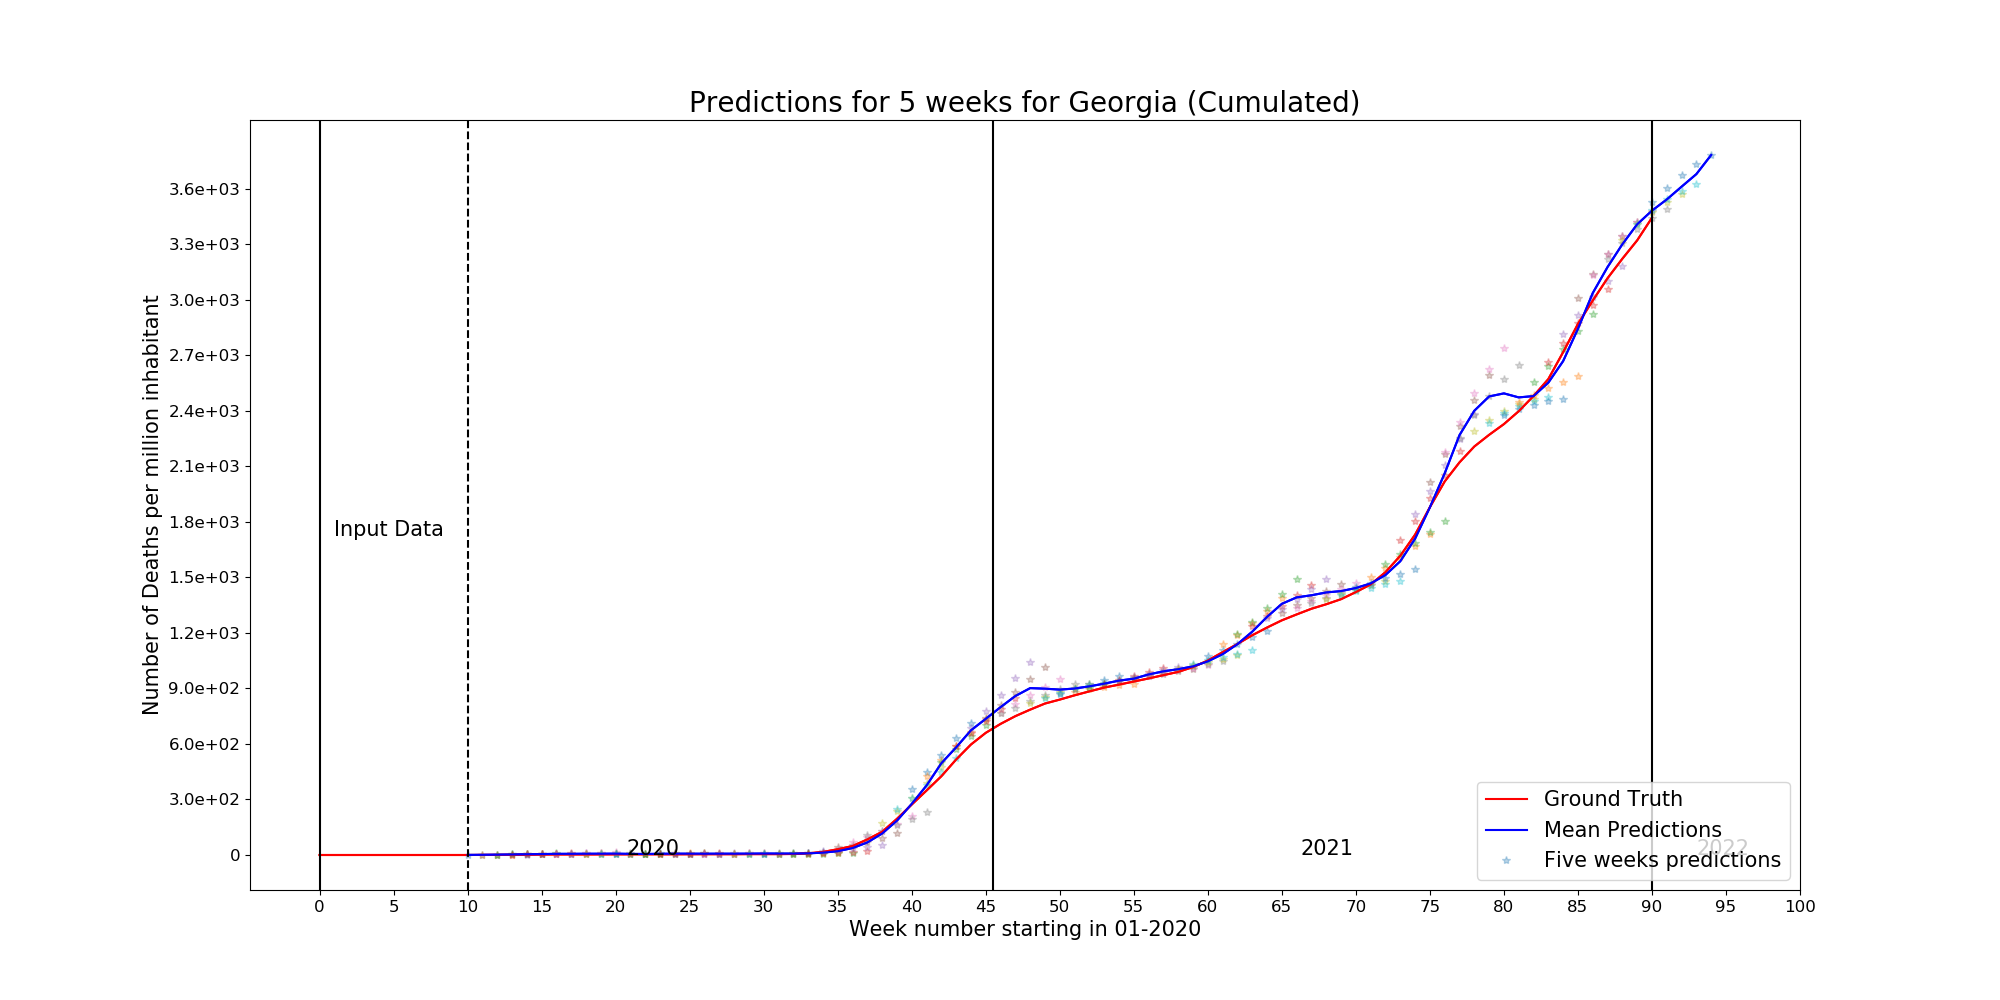 Predictions for 5 weeks for Georgia (Cumulated)
Number of Deaths per million inhabitant
3.6e+03
3.3e+03
3.0e+03
2.7e+03
2.4e+03
2.1e+03
1.8e+03
1.5e+03
1.2e+03
9.0e+02
6.0e+02
3.0e+02
0
Input Data
2020
2021
2022
Ground Truth
Mean Predictions
Five weeks predictions
0 5 10 15 20 25 30 35 40 45 50 55 60 65 70 75 80 85 90 95 100
Week number starting in 01-2020